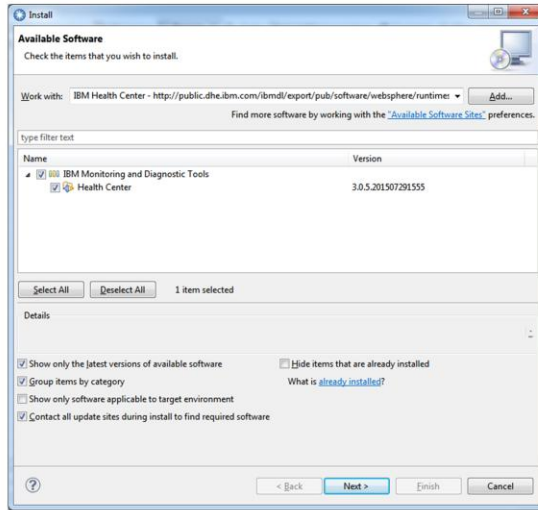 Install
Available Software
Check the items that you wish to install.
Work with: IBM Health Center - http://public.dhe.ibm.com/ibmdl/export/pub/software/websphere/runtimes Add...
Find more software by working with the "Available Software Sites" preferences.
type filter text
Name Version
IBM Monitoring and Diagnostic Tools
Health Center 3.0.5.201507291555
Select All Deselect All 1 item selected
Details
Show only the latest versions of available software Hide items that are already installed
Group items by category What is already installed?
Show only software applicable to target environment
Contact all update sites during install to find required software
? < Back Next > Finish Cancel